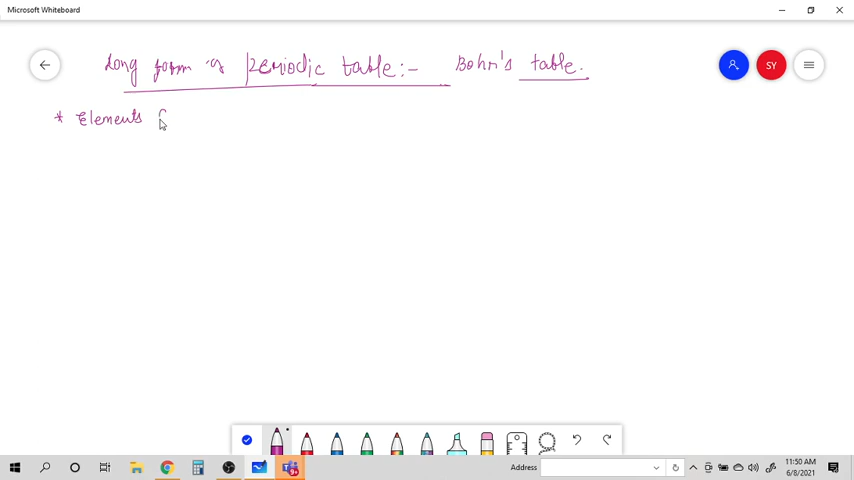 Microsoft Whiteboard
Long form of Periodic table:- Bohr's table.
* Elements
SY
Address
11:50 AM
6/8/2021